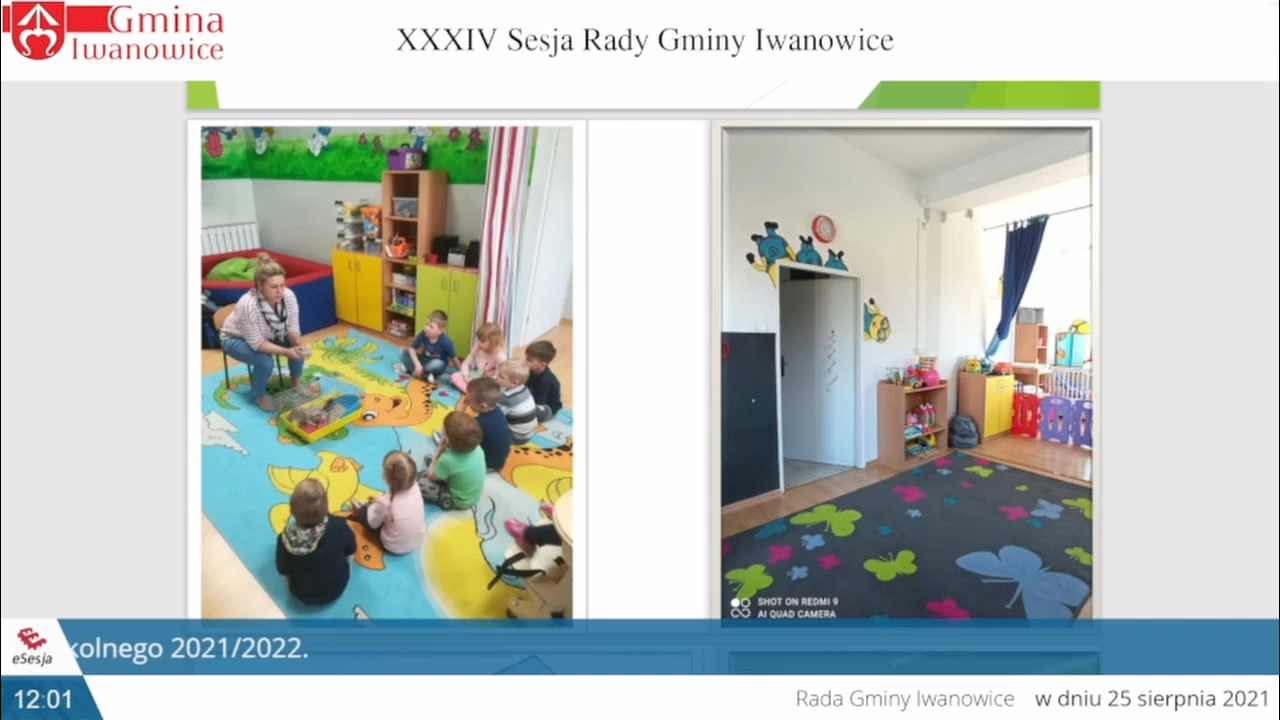 Gmina
Iwanowice
XXXIV Sesja Rady Gminy Iwanowice
SHOT ON REDMI 9
AI QUAD CAMERA
kolnego 2021/2022.
eSesja
12:01
Rada Gminy Iwanowice w dniu 25 sierpnia 2021